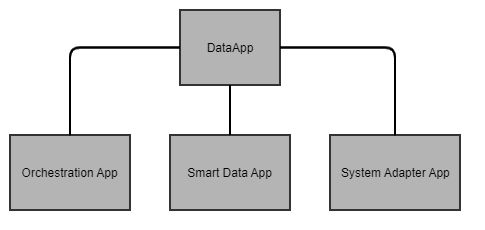 DataApp
Orchestration App
Smart Data App
System Adapter App